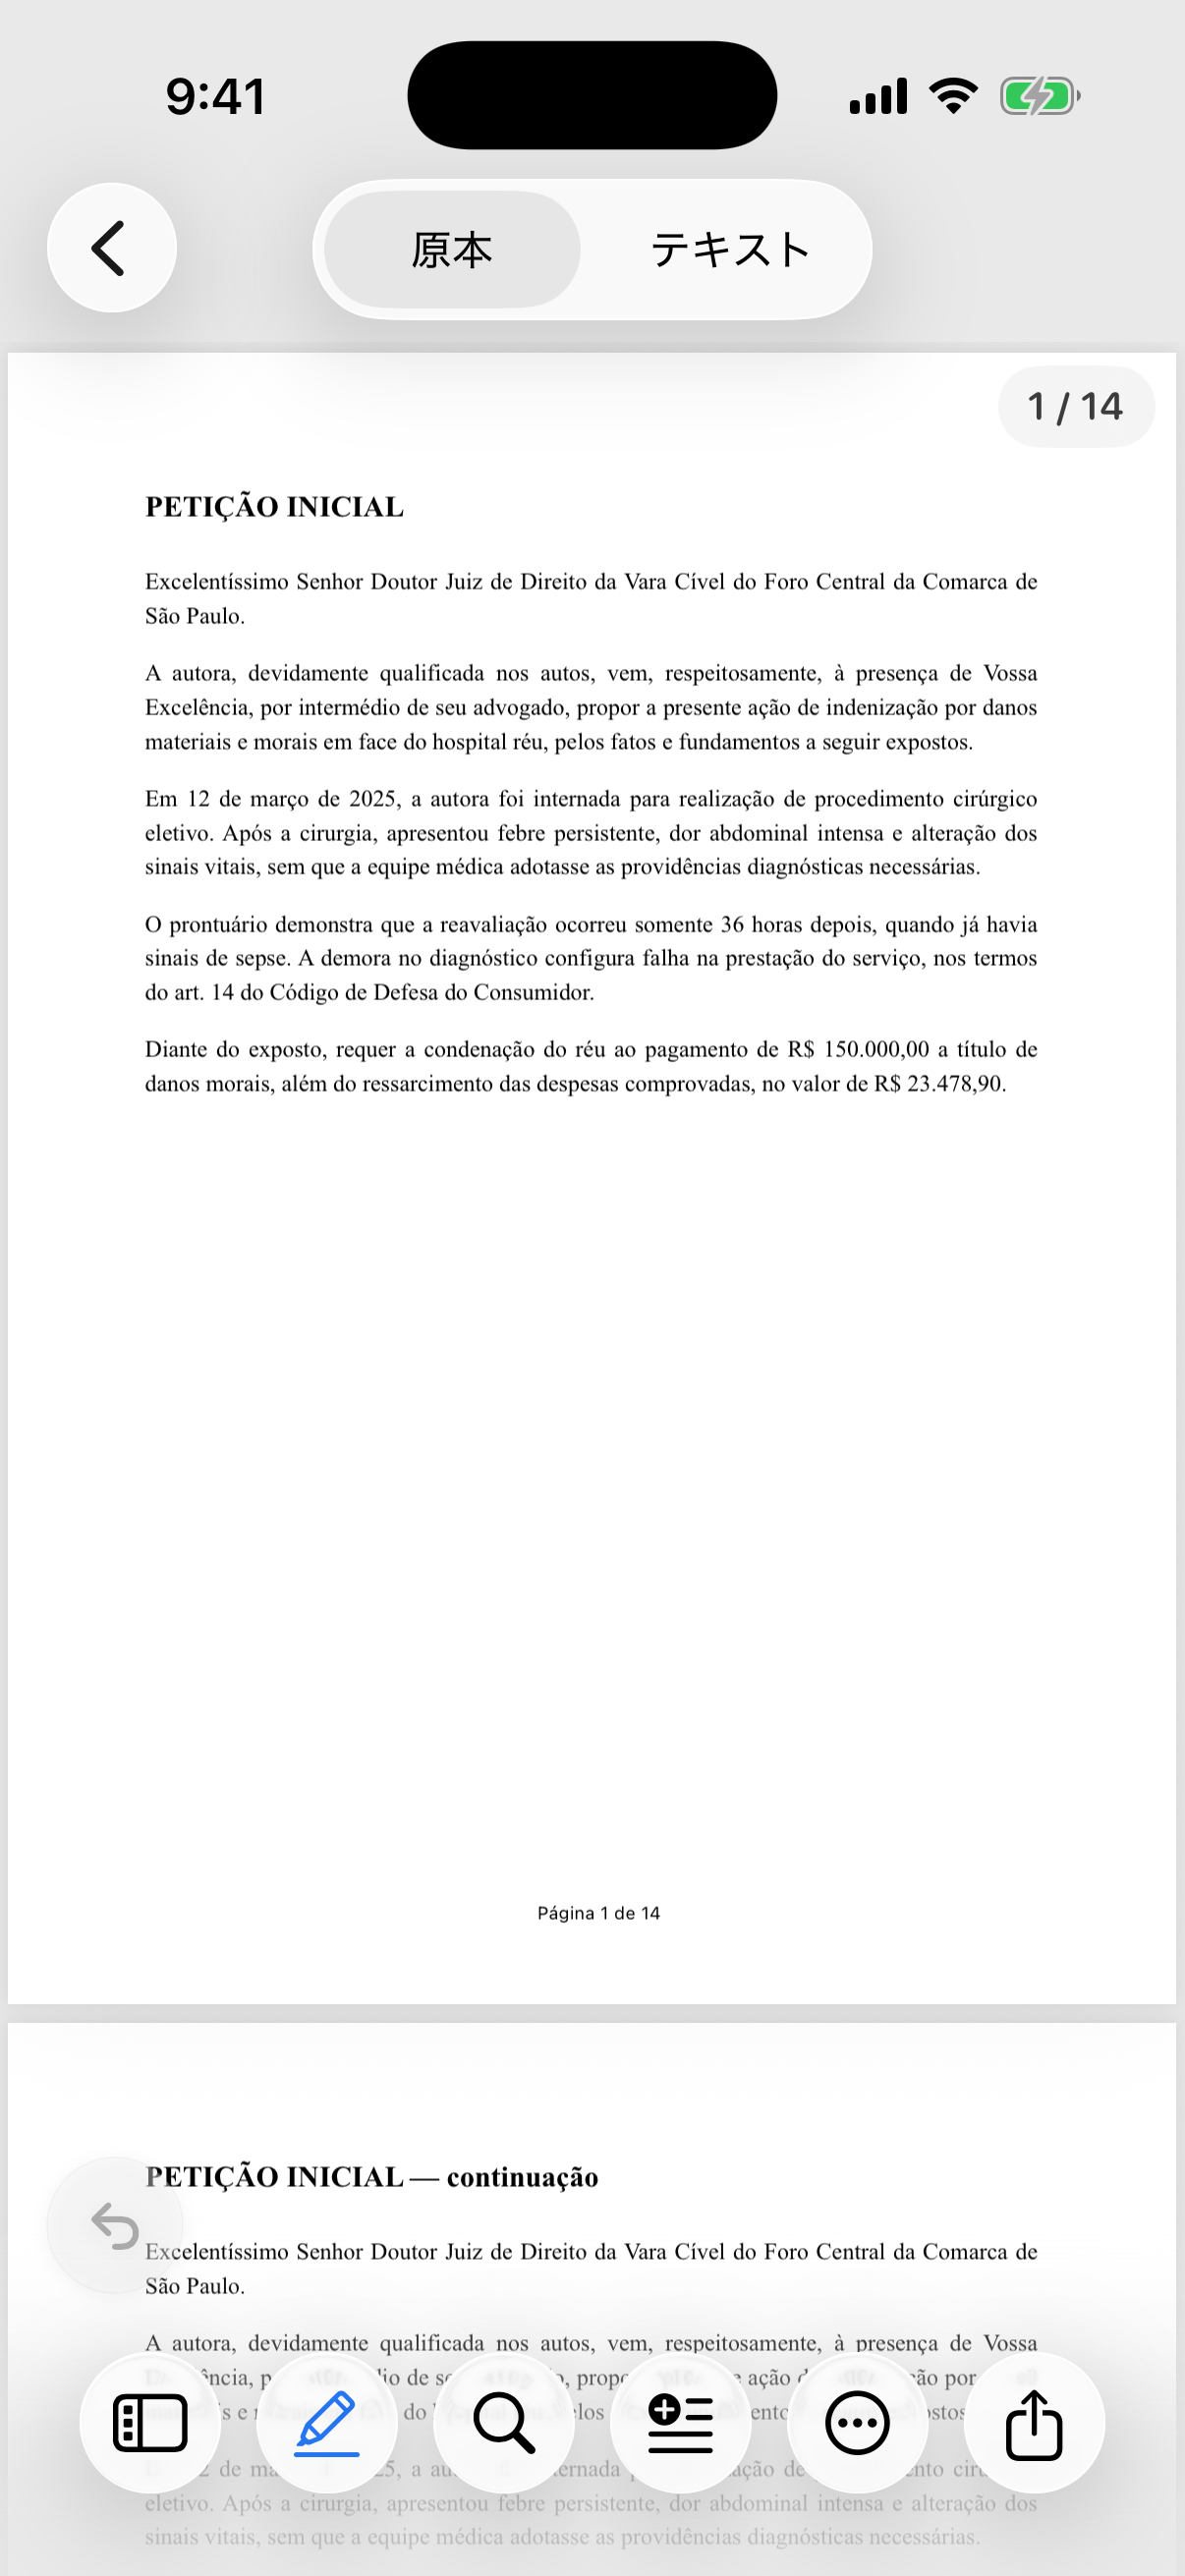 9:41
原本
テキスト
1 / 14
PETIÇÃO INICIAL
Excelentíssimo Senhor Doutor Juiz de Direito da Vara Cível do Foro Central da Comarca de
São Paulo.
A autora, devidamente qualificada nos autos, vem, respeitosamente, à presença de Vossa
Excelência, por intermédio de seu advogado, propor a presente ação de indenização por danos
materiais e morais em face do hospital réu, pelos fatos e fundamentos a seguir expostos.
Em 12 de março de 2025, a autora foi internada para realização de procedimento cirúrgico
eletivo. Após a cirurgia, apresentou febre persistente, dor abdominal intensa e alteração dos
sinais vitais, sem que a equipe médica adotasse as providências diagnósticas necessárias.
O prontuário demonstra que a reavaliação ocorreu somente 36 horas depois, quando já havia
sinais de sepse. A demora no diagnóstico configura falha na prestação do serviço, nos termos
do art. 14 do Código de Defesa do Consumidor.
Diante do exposto, requer a condenação do réu ao pagamento de R$ 150.000,00 a título de
danos morais, além do ressarcimento das despesas comprovadas, no valor de R$ 23.478,90.
Página 1 de 14
PETIÇÃO INICIAL — continuação
Excelentíssimo Senhor Doutor Juiz de Direito da Vara Cível do Foro Central da Comarca de
São Paulo.
A autora, devidamente qualificada nos autos, vem, respeitosamente, à presença de Vossa
de ação por
do
de a de
eletivo. Após a cirurgia, apresentou febre persistente, dor abdominal intensa e alteração dos
sinais vitais, sem que a equipe médica adotasse as providências diagnósticas necessárias.